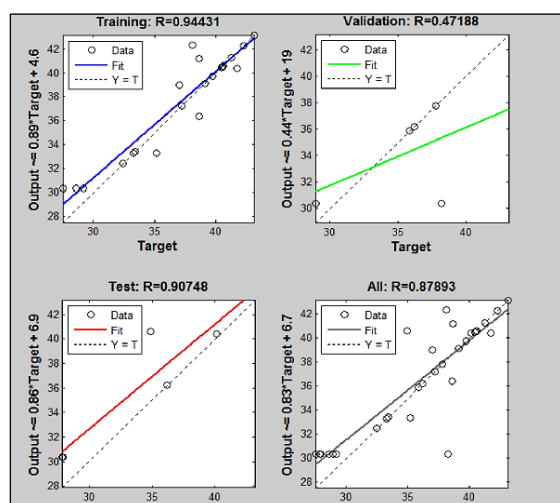 Training: R=0.94431
Output ~= 0.89*Target + 4.6
42
40
38
36
34
32
30
28
Data
Fit
Y = T
30
35
40
Target
Validation: R=0.47188
Output ~= 0.44*Target + 19
42
40
38
36
34
32
30
28
Data
Fit
Y = T
30
35
40
Target
Test: R=0.90748
Output ~= 0.86*Target + 6.9
42
40
38
36
34
32
30
28
Data
Fit
Y = T
30
35
40
All: R=0.87893
Output ~= 0.83*Target + 6.7
42
40
38
36
34
32
30
28
Data
Fit
Y = T
30
35
40